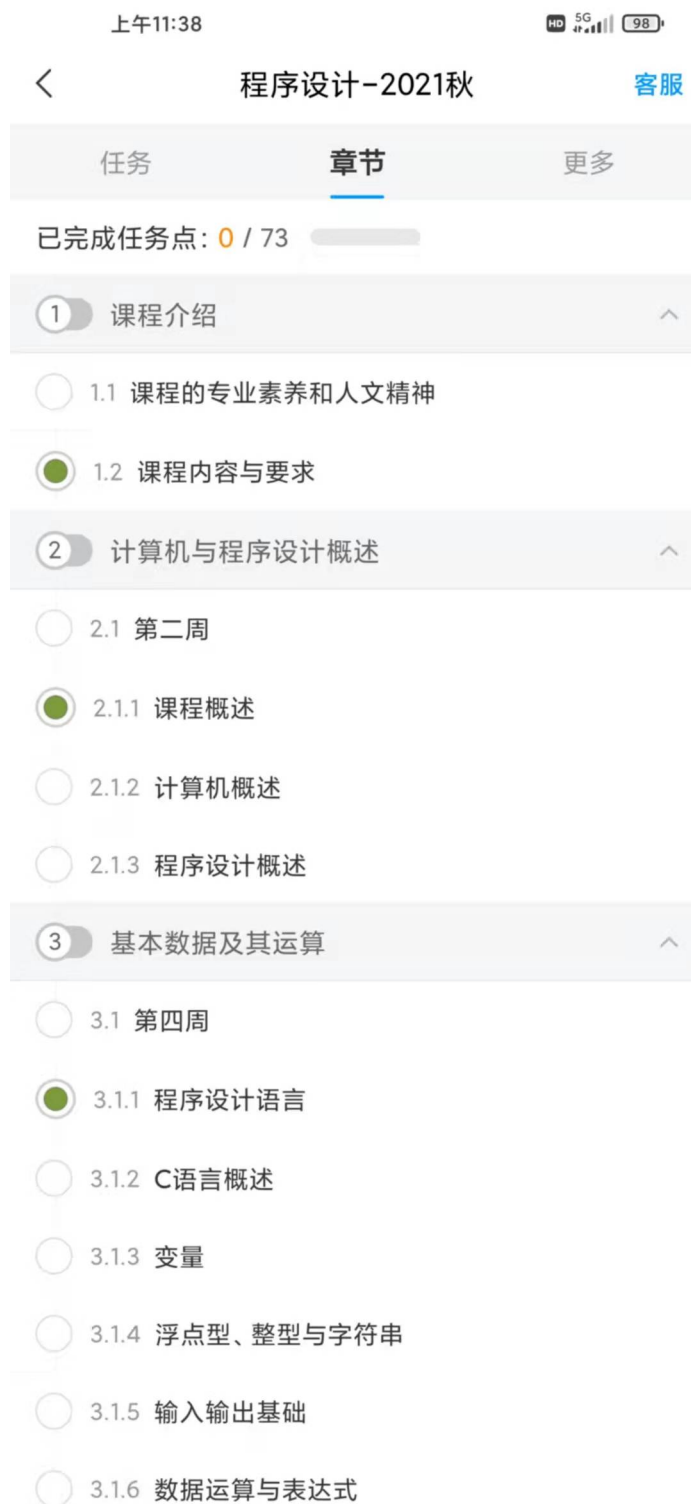 上午11:38 HD 5G 98
程序设计-2021秋 客服
任务 章节 更多
已完成任务点: 0 / 73
1 课程介绍
1.1 课程的专业素养和人文精神
1.2 课程内容与要求
2 计算机与程序设计概述
2.1 第二周
2.1.1 课程概述
2.1.2 计算机概述
2.1.3 程序设计概述
3 基本数据及其运算
3.1 第四周
3.1.1 程序设计语言
3.1.2 C语言概述
3.1.3 变量
3.1.4 浮点型、整型与字符串
3.1.5 输入输出基础
3.1.6 数据运算与表达式